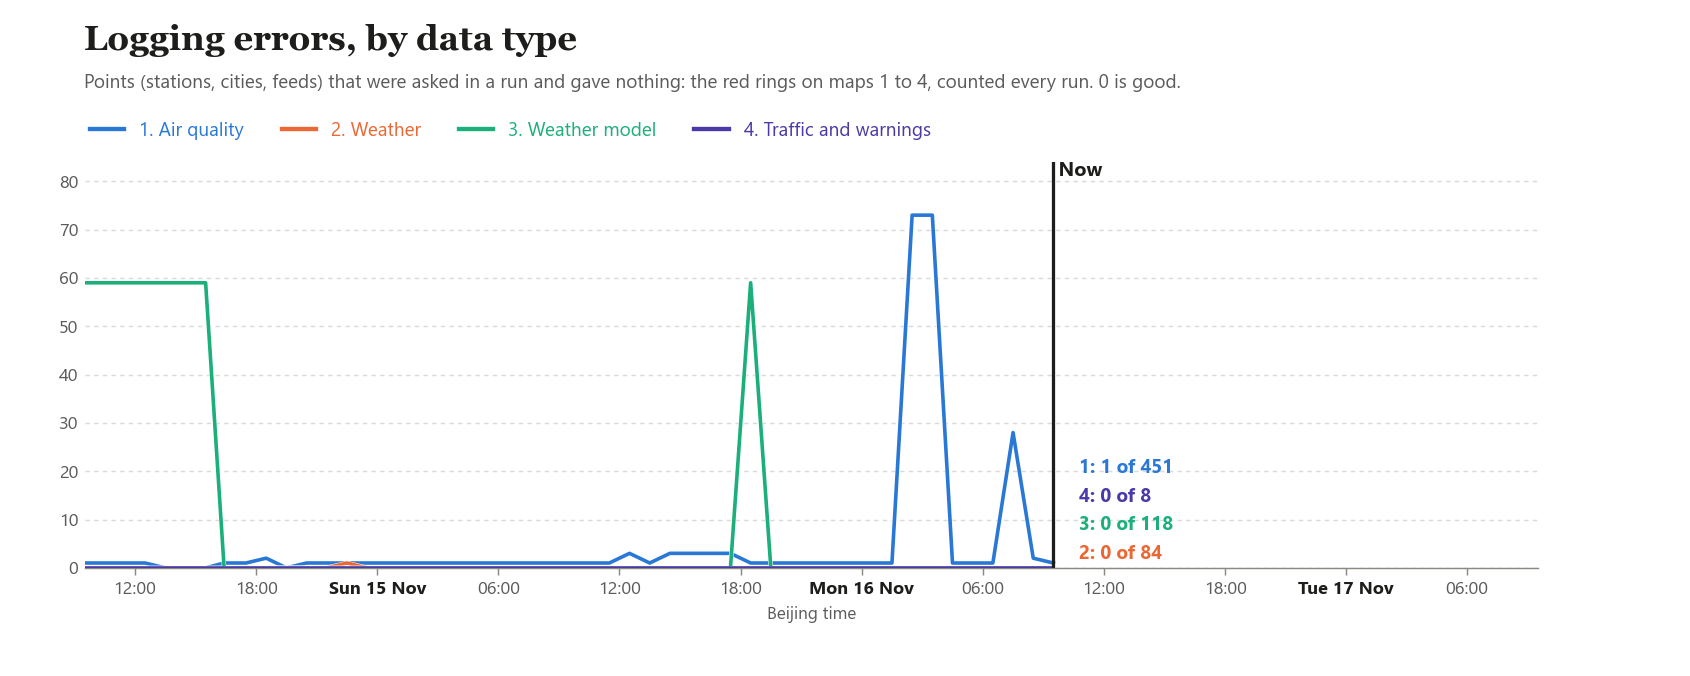 Logging errors, by data type
Points (stations, cities, feeds) that were asked in a run and gave nothing: the red rings on maps 1 to 4, counted every run. 0 is good.
1. Air quality 2. Weather 3. Weather model 4. Traffic and warnings
Now
80
70
60
50
40
30
20
10
0
1: 1 of 451
4: 0 of 8
3: 0 of 118
2: 0 of 84
12:00 18:00 Sun 15 Nov 06:00 12:00 18:00 Mon 16 Nov 06:00 12:00 18:00 Tue 17 Nov 06:00
Beijing time